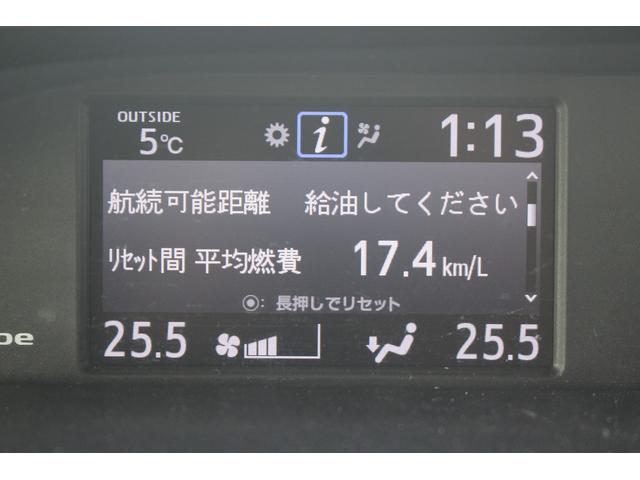 OUTSIDE
5℃
i
1:13
航続可能距離 給油してください
ﾘｾｯﾄ間 平均燃費 17.4 km/L
◉: 長押しでリセット
25.5 25.5